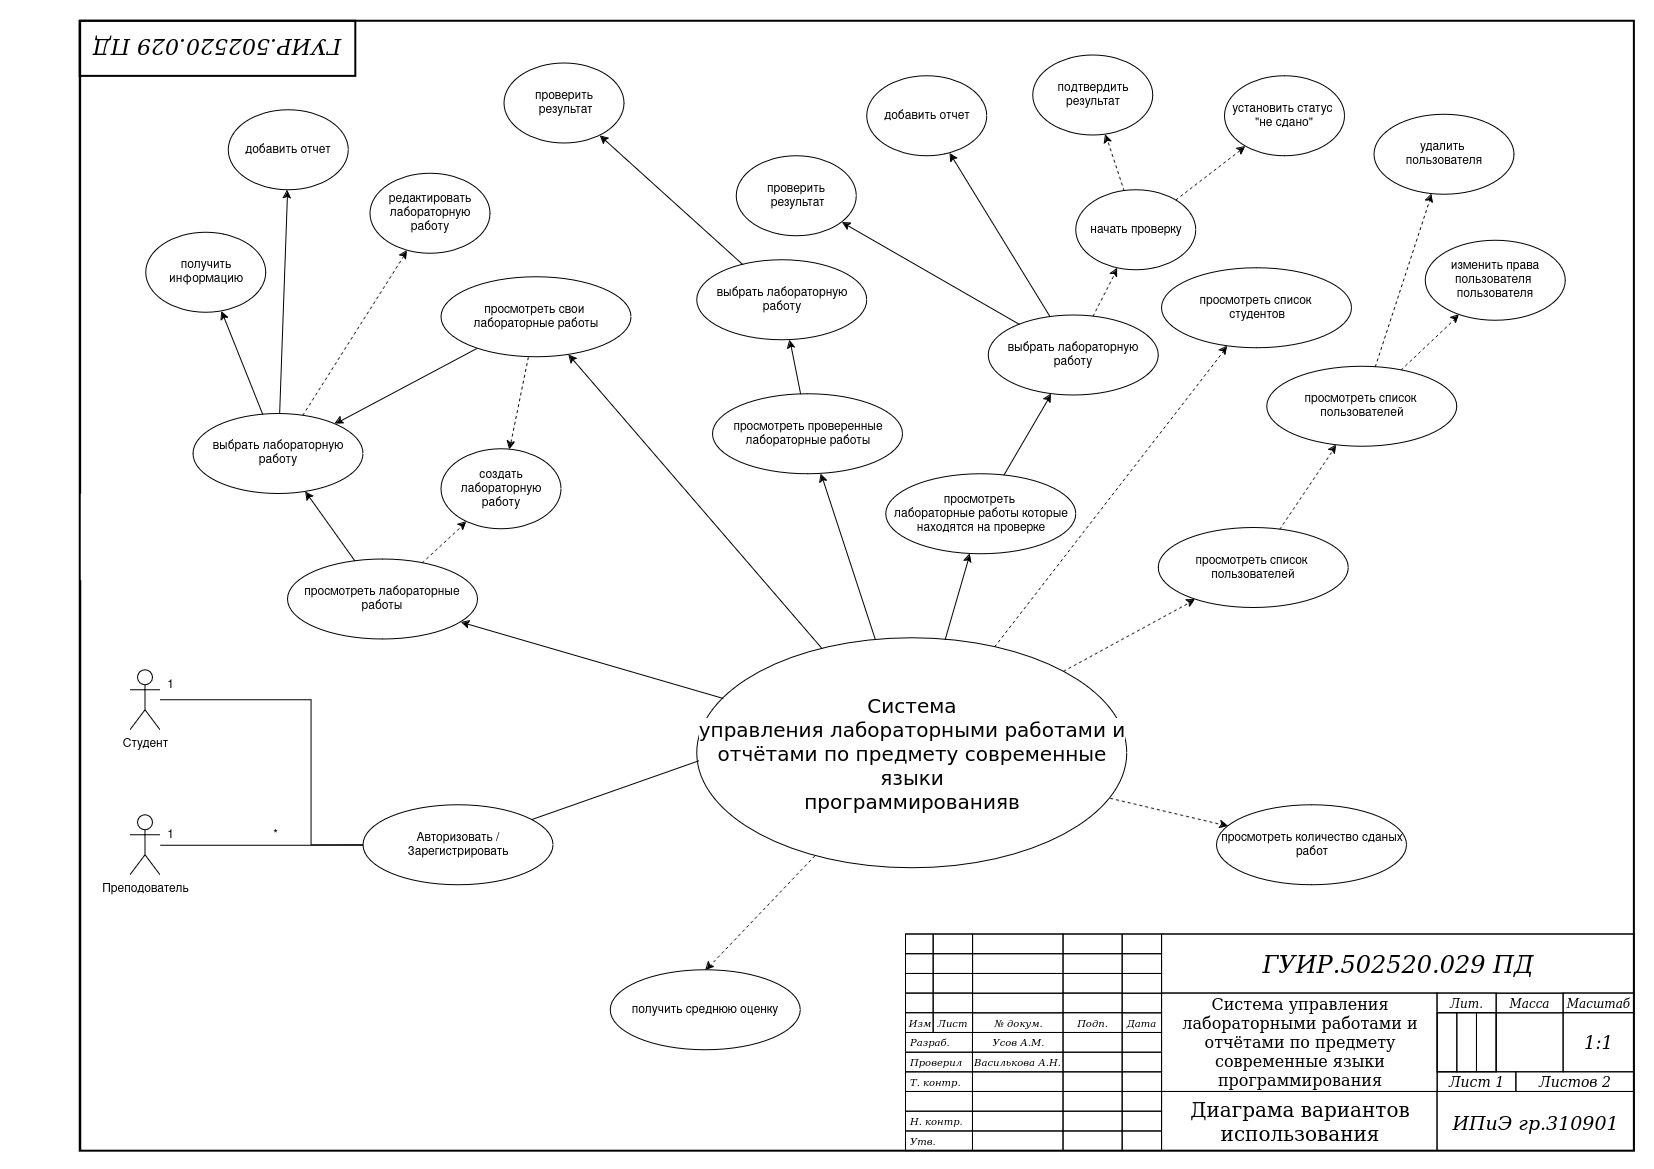 ГУИР.502520.029 ПД
проверить
результат
добавить отчет
подтвердить
результат
установить статус
"не сдано"
удалить
пользователя
добавить отчет
редактировать
лабораторную
работу
проверить
результат
начать проверку
получить
информацию
просмотреть свои
лабораторные работы
выбрать лабораторную
работу
просмотреть список
студентов
изменить права
пользователя
пользователя
выбрать лабораторную
работу
просмотреть список
пользователей
выбрать лабораторную
работу
просмотреть проверенные
лабораторные работы
создать
лабораторную
работу
просмотреть
лабораторные работы которые
находятся на проверке
просмотреть список
пользователей
просмотреть лабораторные
работы
1
Студент
Система
управления лабораторными работами и
отчётами по предмету современные
языки
программированияв
1
*
Преподователь
Авторизовать /
Зарегистрировать
просмотреть количество сданых
работ
получить среднюю оценку
ГУИР.502520.029 ПД
Система управления
лабораторными работами и
отчётами по предмету
современные языки
программирования
Лит. Масса Масштаб
1:1
Лист 1 Листов 2
Изм Лист № докум. Подп. Дата
Разраб. Усов А.М.
Проверил Василькова А.Н.
Т. контр.
Н. контр.
Утв.
Диаграма вариантов
использования
ИПиЭ гр.310901